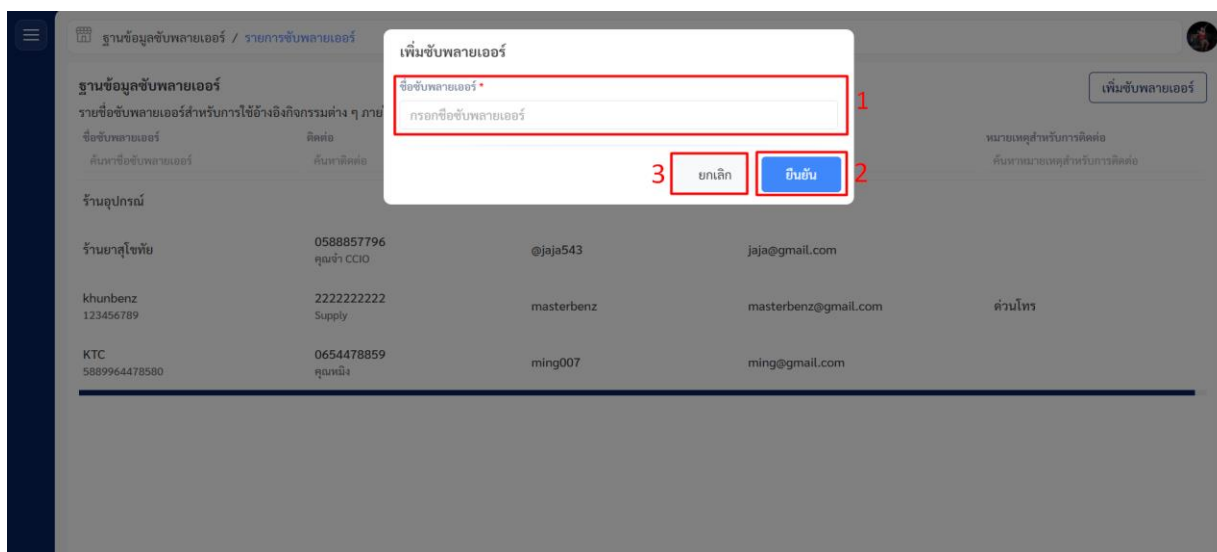 ฐานข้อมูลซับพลายเออร์ / รายการซับพลายเออร์
เพิ่มซับพลายเออร์
ชื่อซับพลายเออร์ *
กรอกชื่อซับพลายเออร์
1
3
ยกเลิก
ยืนยัน
2
ฐานข้อมูลซับพลายเออร์
เพิ่มซับพลายเออร์
รายชื่อซับพลายเออร์สำหรับการใช้อ้างอิงกิจกรรมต่าง ๆ ภาย
ชื่อซับพลายเออร์ ติดต่อ หมายเหตุสำหรับการติดต่อ
ค้นหาชื่อซับพลายเออร์ ค้นหาติดต่อ ค้นหาหมายเหตุสำหรับการติดต่อ
ร้านอุปกรณ์
ร้านยาสุโขทัย 0588857796 @jaja543 jaja@gmail.com
คุณจ๋า CCIO
khunbenz 2222222222 masterbenz masterbenz@gmail.com ด่วนโทร
123456789 Supply
KTC 0654478859 ming007 ming@gmail.com
5889964478580 คุณหมิง